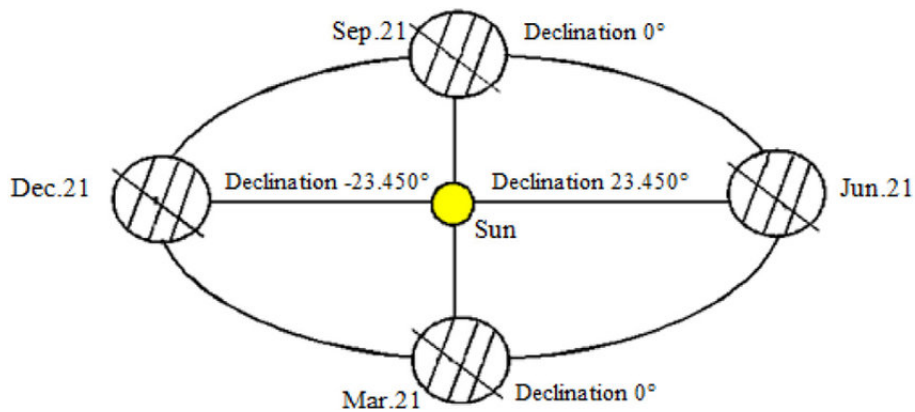 Sep.21
Declination 0°
Dec.21
Declination -23.450°
Declination 23.450°
Jun.21
Sun
Mar.21
Declination 0°